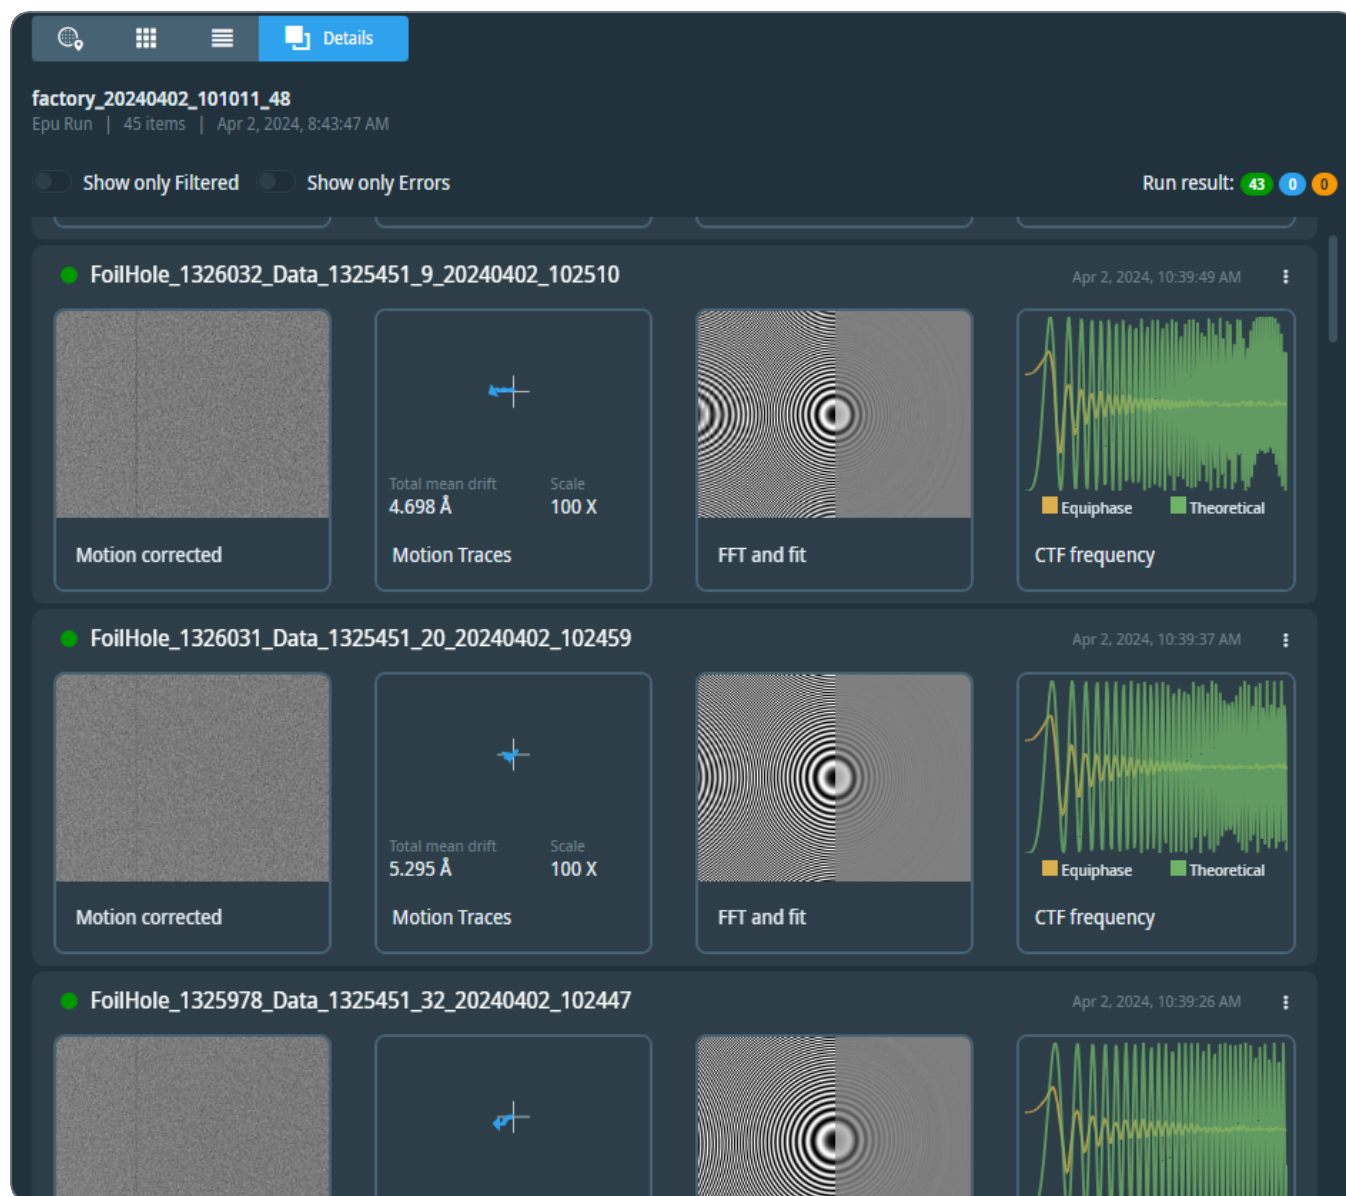 Details
factory_20240402_101011_48
Epu Run | 45 items | Apr 2, 2024, 8:43:47 AM
Show only Filtered Show only Errors Run result: 43 0 0
FoilHole_1326032_Data_1325451_9_20240402_102510 Apr 2, 2024, 10:39:49 AM
Total mean drift Scale
4.698 Å 100 X
Equiphase Theoretical
Motion corrected Motion Traces FFT and fit CTF frequency
FoilHole_1326031_Data_1325451_20_20240402_102459 Apr 2, 2024, 10:39:37 AM
Total mean drift Scale
5.295 Å 100 X
Equiphase Theoretical
Motion corrected Motion Traces FFT and fit CTF frequency
FoilHole_1325978_Data_1325451_32_20240402_102447 Apr 2, 2024, 10:39:26 AM